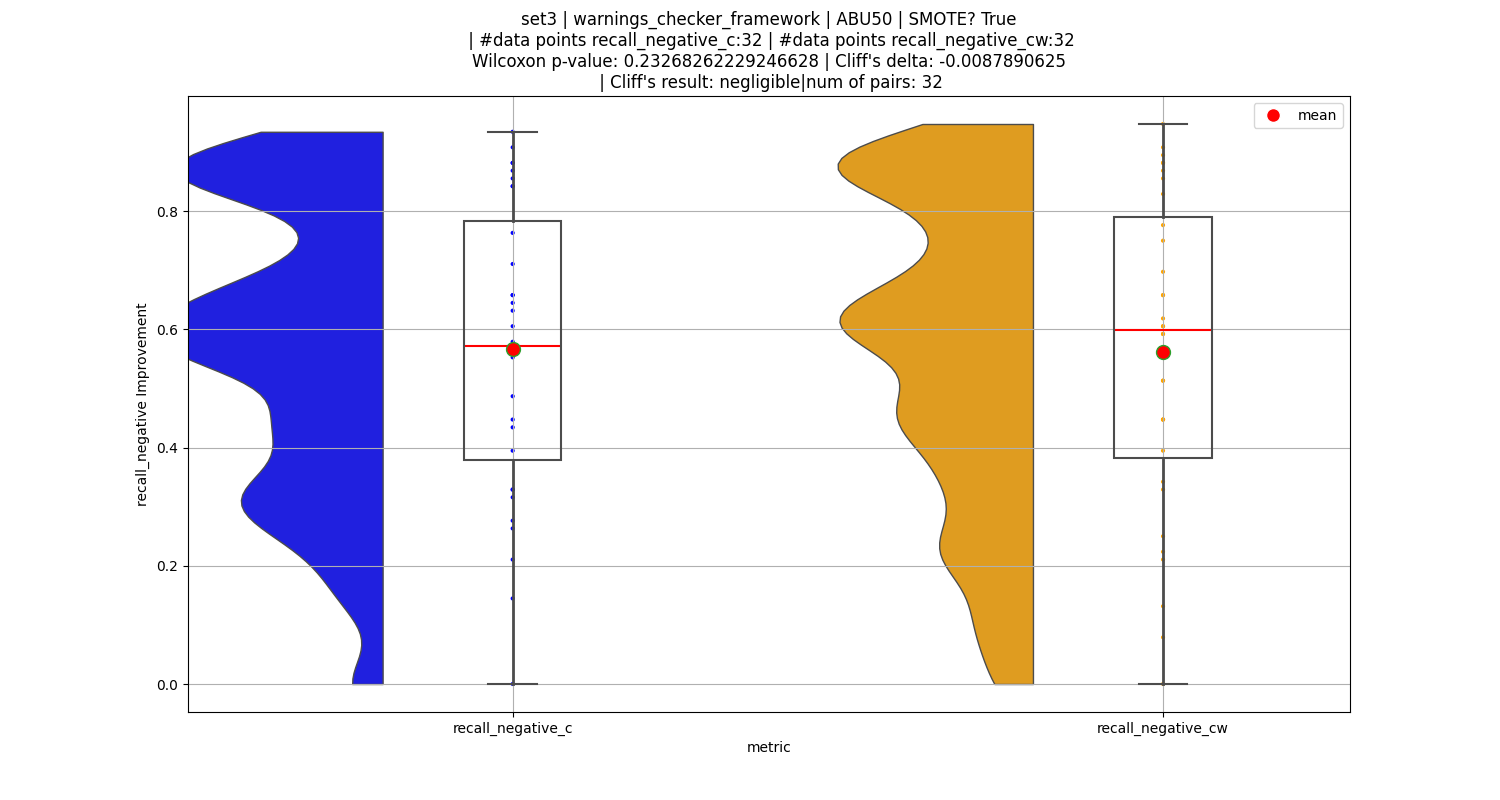 set3 | warnings_checker_framework | ABU50 | SMOTE? True
| #data points recall_negative_c:32 | #data points recall_negative_cw:32
Wilcoxon p-value: 0.23268262229246628 | Cliff's delta: -0.0087890625
| Cliff's result: negligible|num of pairs: 32
mean
0.8
0.6
0.4
0.2
0.0
recall_negative Improvement
recall_negative_c
recall_negative_cw
metric